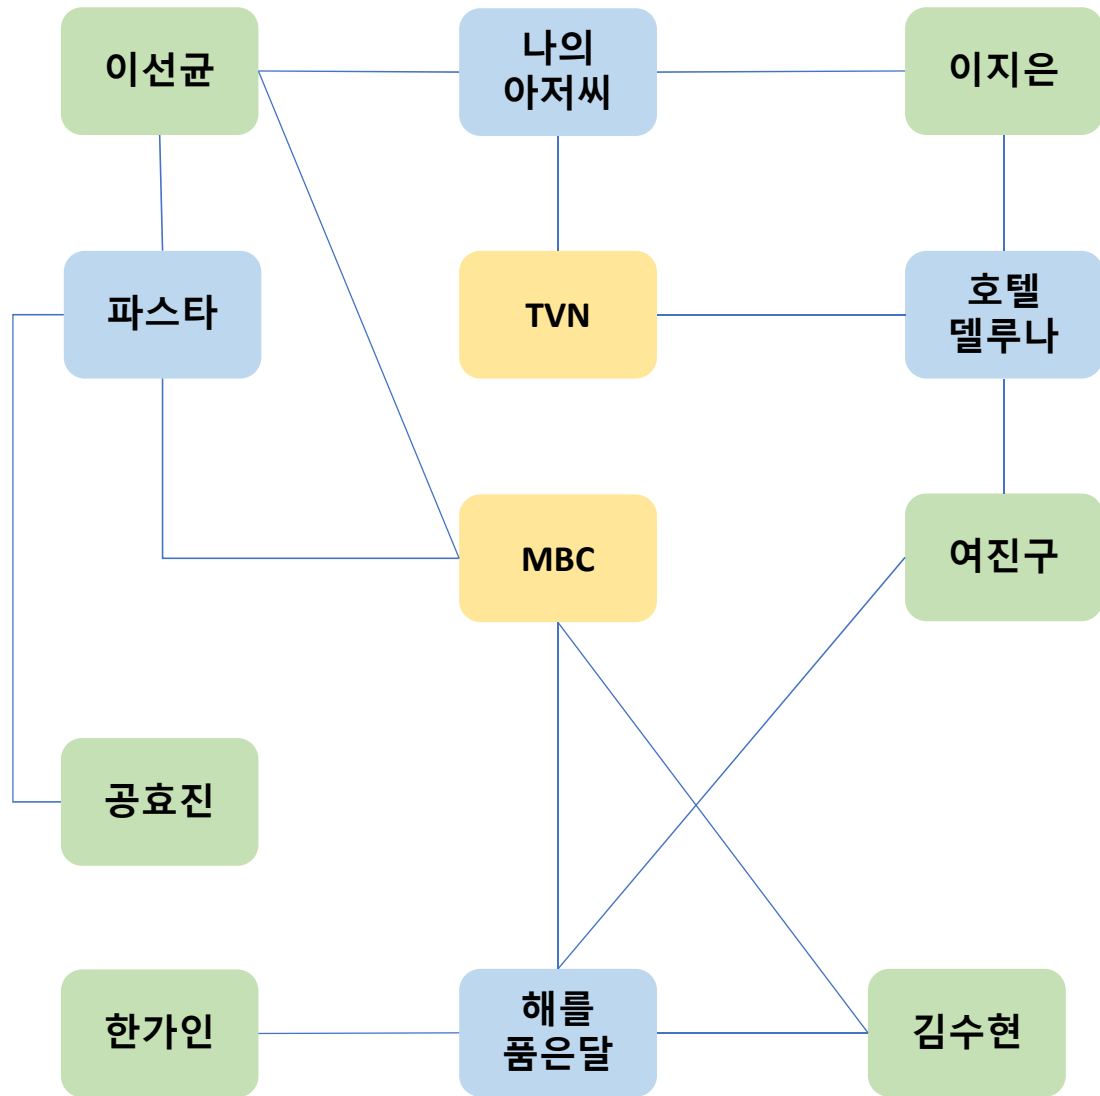 이선균
나의
아저씨
이지은
파스타
TVN
호텔
델루나
MBC
여진구
공효진
한가인
해를
품은달
김수현